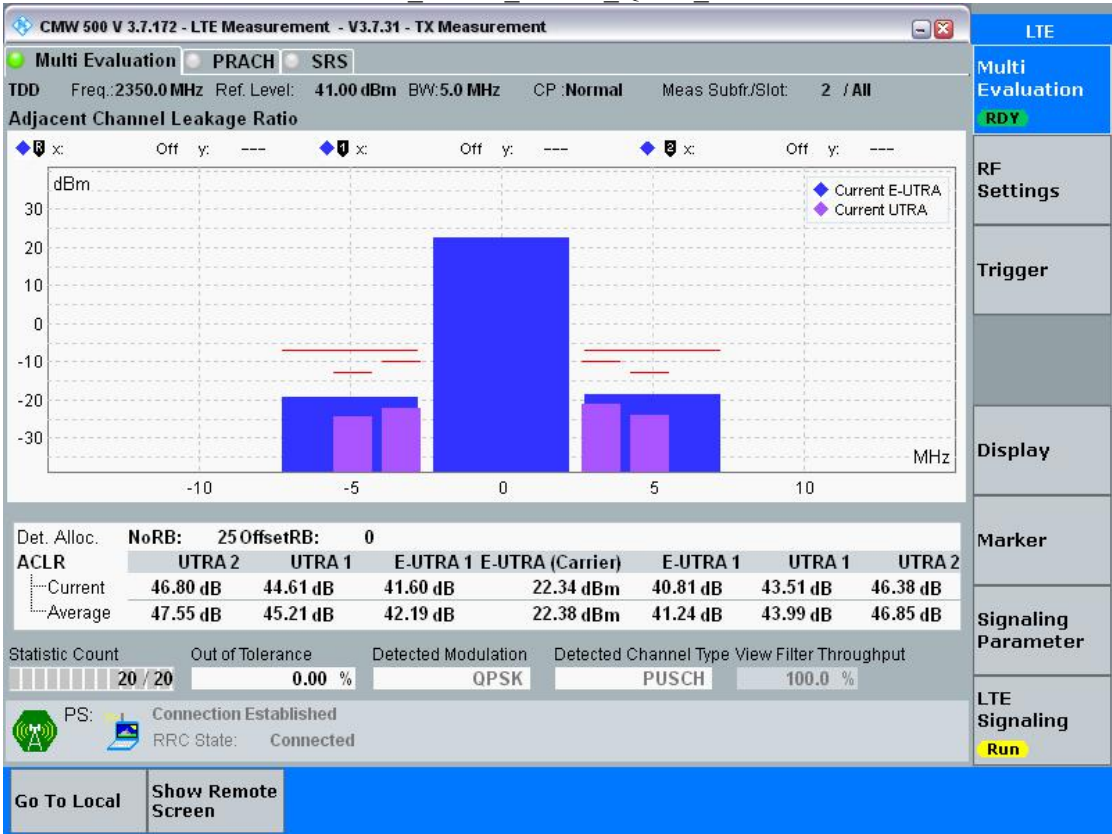 CMW 500 V 3.7.172 - LTE Measurement - V3.7.31 - TX Measurement
LTE
Multi Evaluation PRACH SRS
TDD Freq.:2350.0 MHz Ref. Level: 41.00 dBm BW:5.0 MHz CP :Normal Meas Subfr./Slot: 2 / All
Adjacent Channel Leakage Ratio
R x: Off y: --- 1 x: Off y: --- 2 x: Off y: ---
dBm
Current E-UTRA
Current UTRA
30
20
10
0
-10
-20
-30
MHz
-10 -5 0 5 10
Det. Alloc. NoRB: 25 OffsetRB: 0
ACLR UTRA 2 UTRA 1 E-UTRA 1 E-UTRA (Carrier) E-UTRA 1 UTRA 1 UTRA 2
Current 46.80 dB 44.61 dB 41.60 dB 22.34 dBm 40.81 dB 43.51 dB 46.38 dB
Average 47.55 dB 45.21 dB 42.19 dB 22.38 dBm 41.24 dB 43.99 dB 46.85 dB
Statistic Count Out of Tolerance Detected Modulation Detected Channel Type View Filter Throughput
20 / 20 0.00 % QPSK PUSCH 100.0 %
PS: Connection Established
RRC State: Connected
Multi
Evaluation
RDY
RF
Settings
Trigger
Display
Marker
Signaling
Parameter
LTE
Signaling
Run
Go To Local
Show Remote
Screen